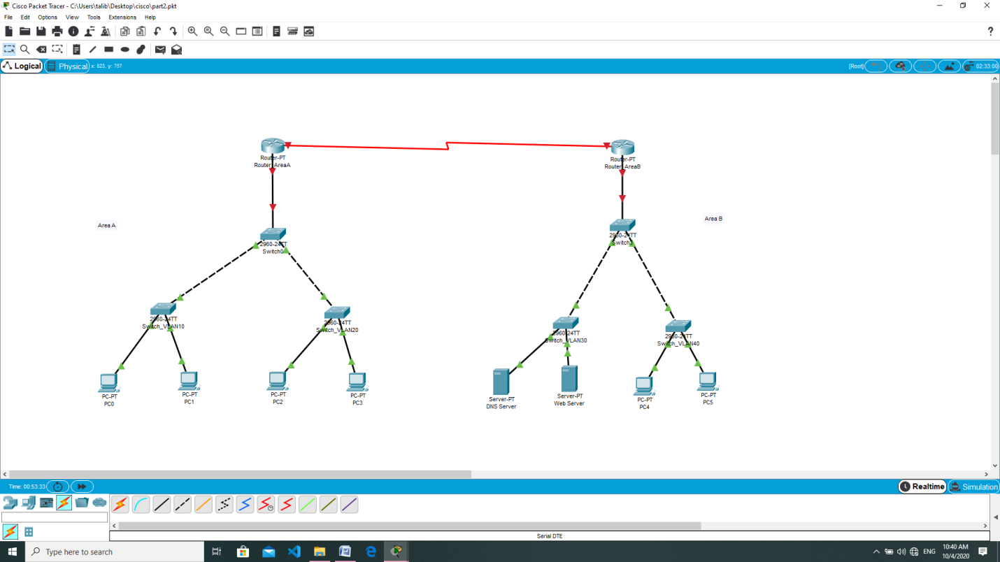 Cisco Packet Tracer - C:\Users\talib\Desktop\cisco\part2.pkt
File Edit Options View Tools Extensions Help
?
Logical Physical x: 823, y: 757 [Root] 02:33:00
Router-PT
Router_AreaA
Router-PT
Router_AreaB
Area A
Area B
2960-24TT
Switch0
2960-24TT
2960-24TT
Switch_VLAN10
2960-24TT
Switch_VLAN20
2960-24TT
Switch_VLAN30
2960-24TT
Switch_VLAN40
PC-PT
PC0
PC-PT
PC1
PC-PT
PC2
PC-PT
PC3
Server-PT
DNS Server
Server-PT
Web Server
PC-PT
PC4
PC-PT
PC5
Time: 00:53:33 Realtime Simulation
Serial DTE
Type here to search
ENG
10:40 AM
10/4/2020